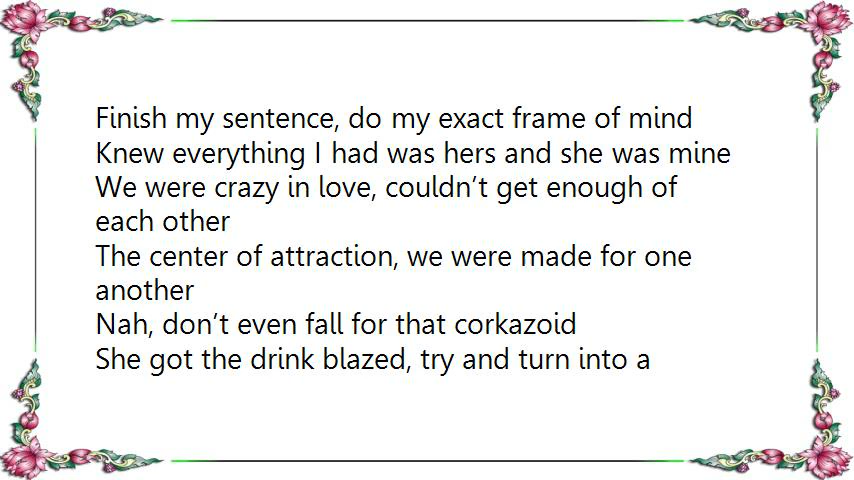 Finish my sentence, do my exact frame of mind
Knew everything I had was hers and she was mine
We were crazy in love, couldn’t get enough of
each other
The center of attraction, we were made for one
another
Nah, don’t even fall for that corkazoid
She got the drink blazed, try and turn into a